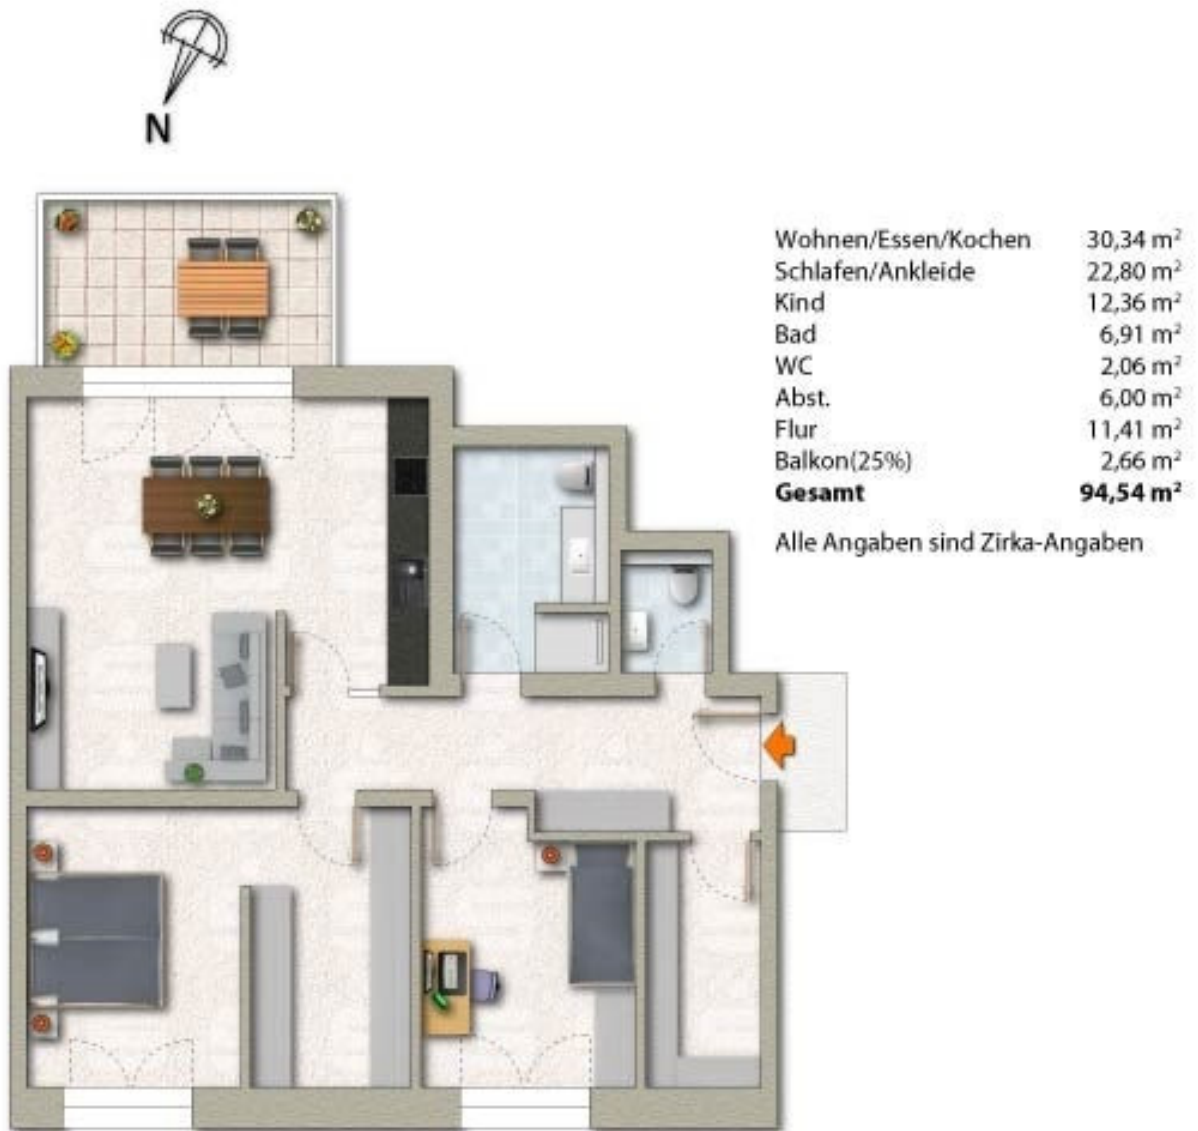 N
Wohnen/Essen/Kochen 30,34 m²
Schlafen/Ankleide 22,80 m²
Kind 12,36 m²
Bad 6,91 m²
WC 2,06 m²
Abst. 6,00 m²
Flur 11,41 m²
Balkon(25%) 2,66 m²
Gesamt 94,54 m²
Alle Angaben sind Zirka-Angaben